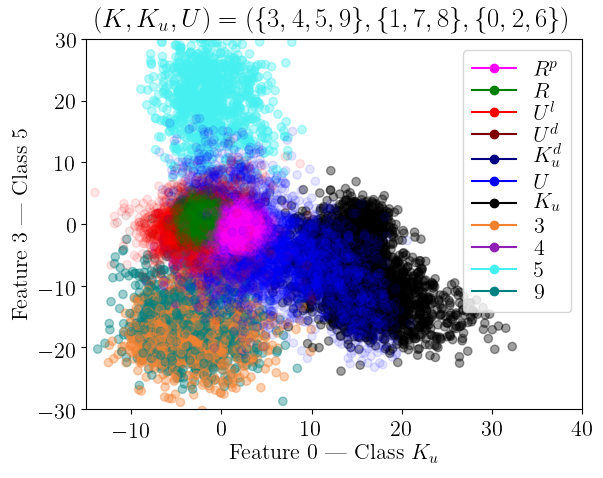 (K, K_u, U) = ({3, 4, 5, 9}, {1, 7, 8}, {0, 2, 6})
Feature 3 — Class 5
30
20
10
0
−10
−20
−30
−10 0 10 20 30 40
Feature 0 — Class K_u
R^p
R
U^l
U^d
K_u^d
U
K_u
3
4
5
9